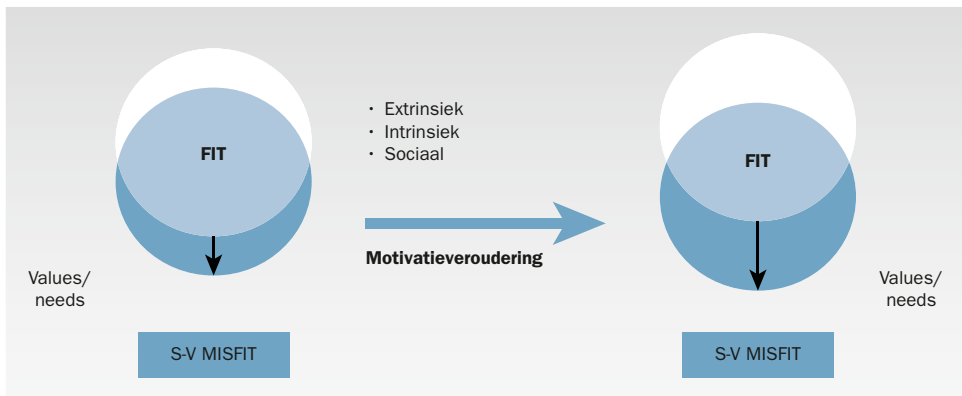 FIT
· Extrinsiek
· Intrinsiek
· Sociaal
FIT
Motivatieveroudering
Values/
needs
Values/
needs
S-V MISFIT
S-V MISFIT